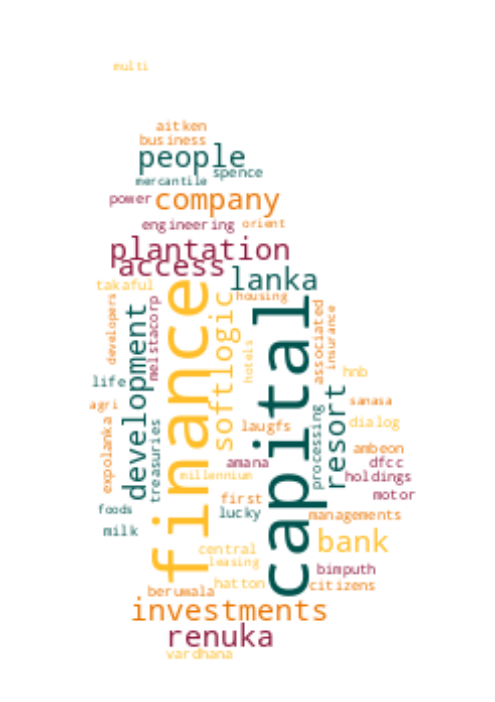 multi
aitken
business
people
spence
mercantile
power
company
engineering
orient
plantation
access
lanka
takaful
housing
developers
melstacorp
finance
softlogic
capital
associated
insurance
development
hotels
life
hnb
resort
agri
sanasa
expolanka
treasuries
laugfs
processing
dialog
ambeon
amana
dfcc
millennium
holdings
first
motor
foods
lucky
managements
milk
central
bank
leasing
bimputh
hatton
citizens
beruwala
investments
renuka
vardhana